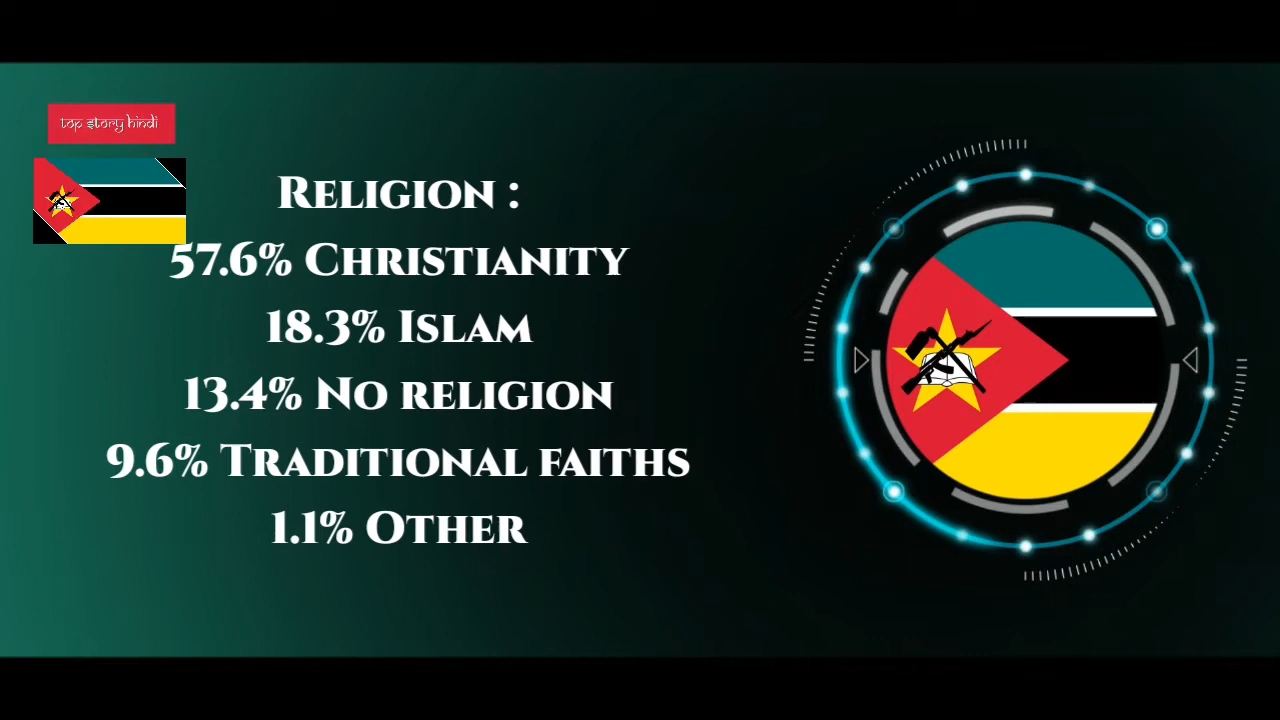 top story hindi
Religion :
57.6% Christianity
18.3% Islam
13.4% No religion
9.6% Traditional faiths
1.1% Other